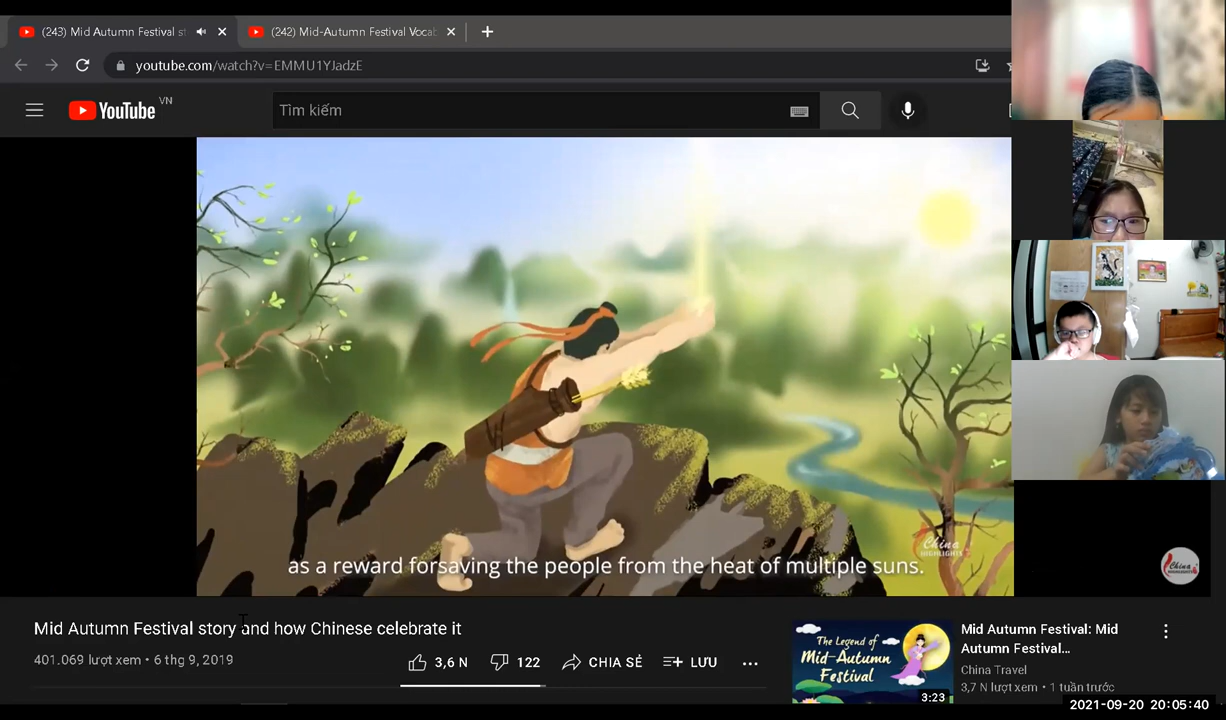 (243) Mid Autumn Festival st
(242) Mid-Autumn Festival Vocab
youtube.com/watch?v=EMMU1YJadzE
YouTube VN
Tìm kiếm
China
HIGHLIGHTS
as a reward forsaving the people from the heat of multiple suns.
China
Mid Autumn Festival story and how Chinese celebrate it
401.069 lượt xem • 6 thg 9, 2019
3,6 N
122
CHIA SẺ
LƯU
The Legend of
Mid-Autumn
Festival
3:23
Mid Autumn Festival: Mid
Autumn Festival...
China Travel
3,7 N lượt xem • 1 tuần trước
2021-09-20 20:05:40